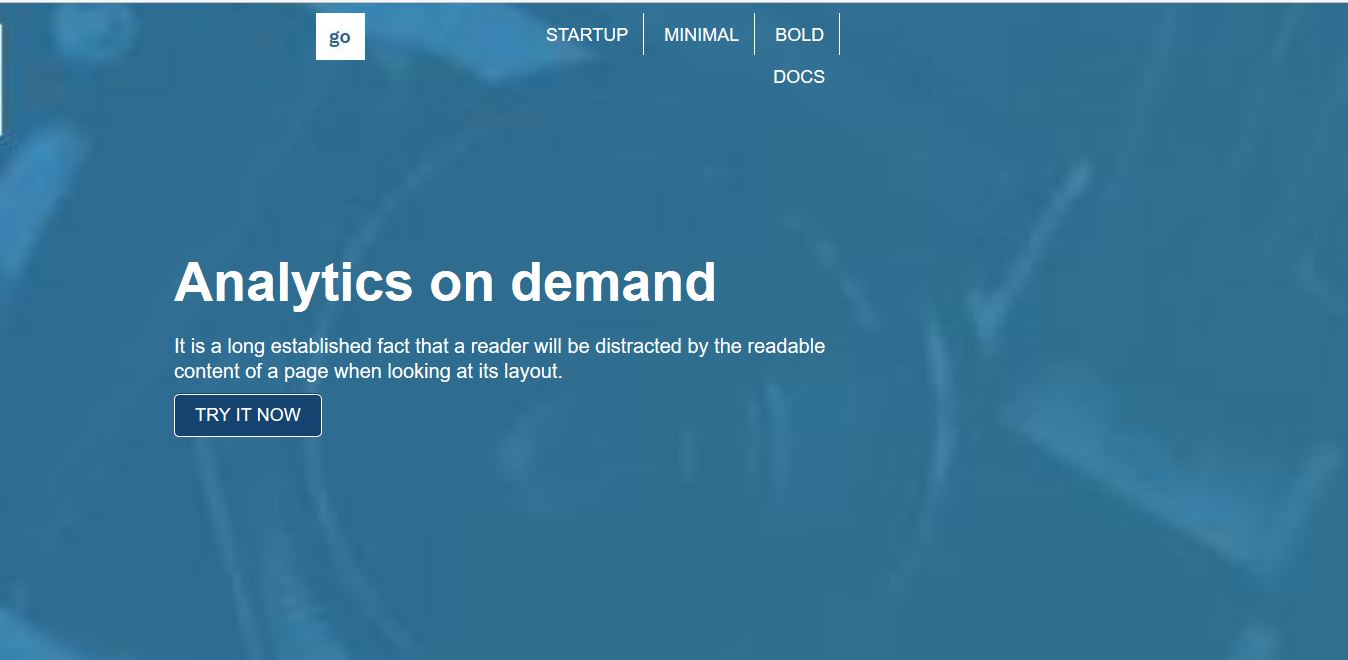 go
STARTUP MINIMAL BOLD
DOCS
Analytics on demand
It is a long established fact that a reader will be distracted by the readable
content of a page when looking at its layout.
TRY IT NOW